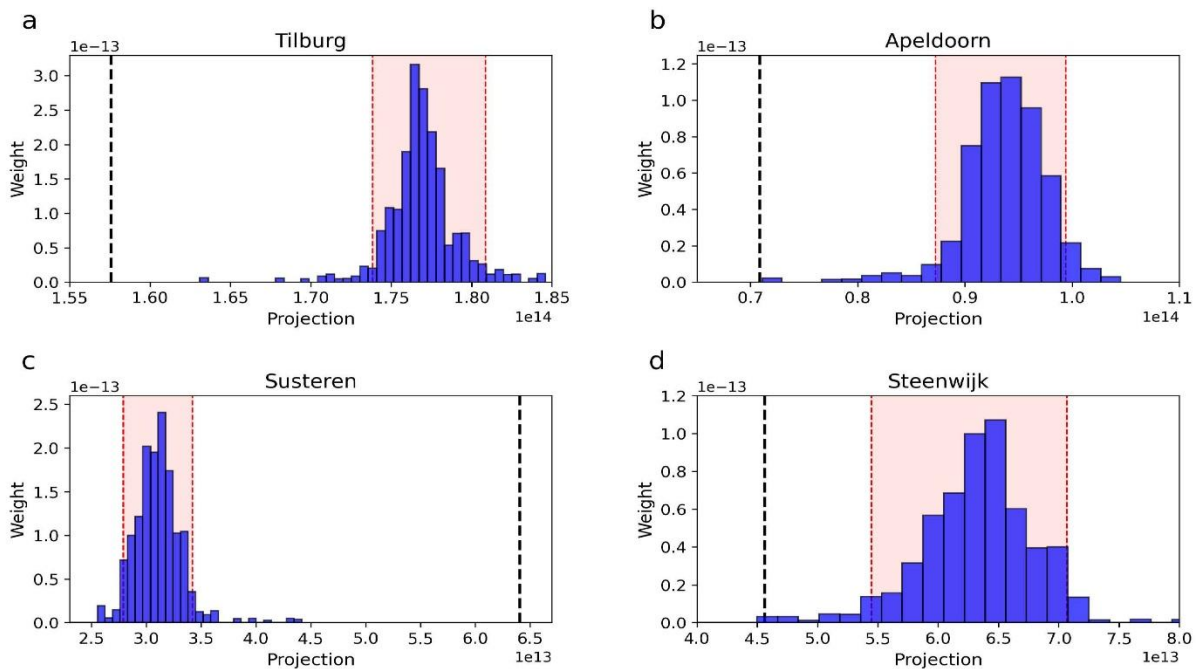 a
Tilburg
1e−13
3.0
2.5
2.0
1.5
1.0
0.5
0.0
Weight
1.55 1.60 1.65 1.70 1.75 1.80 1.85
Projection
1e14
b
Apeldoorn
1e−13
1.2
1.0
0.8
0.6
0.4
0.2
0.0
Weight
0.7 0.8 0.9 1.0 1.1
Projection
1e14
c
Susteren
1e−13
2.5
2.0
1.5
1.0
0.5
0.0
Weight
2.5 3.0 3.5 4.0 4.5 5.0 5.5 6.0 6.5
Projection
1e13
d
Steenwijk
1e−13
1.2
1.0
0.8
0.6
0.4
0.2
0.0
Weight
4.0 4.5 5.0 5.5 6.0 6.5 7.0 7.5 8.0
Projection
1e13